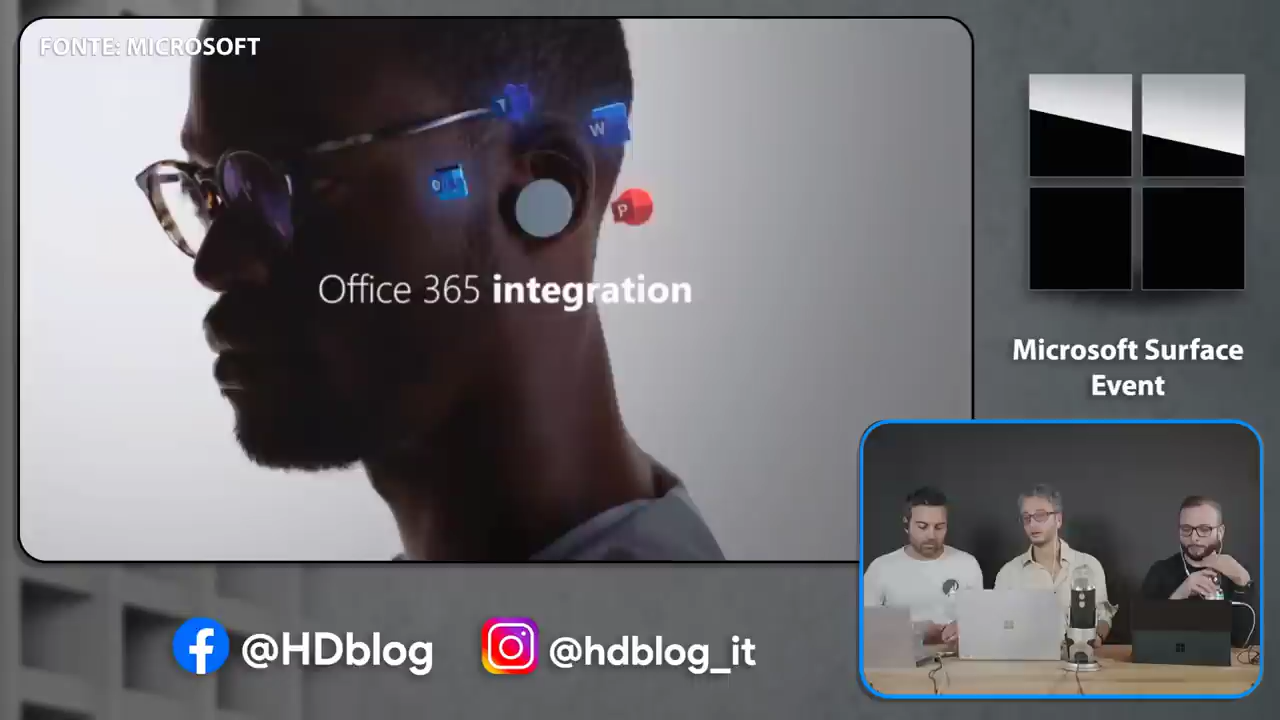 FONTE: MICROSOFT
W
P
Office 365 integration
Microsoft Surface
Event
@HDblog
@hdblog_it